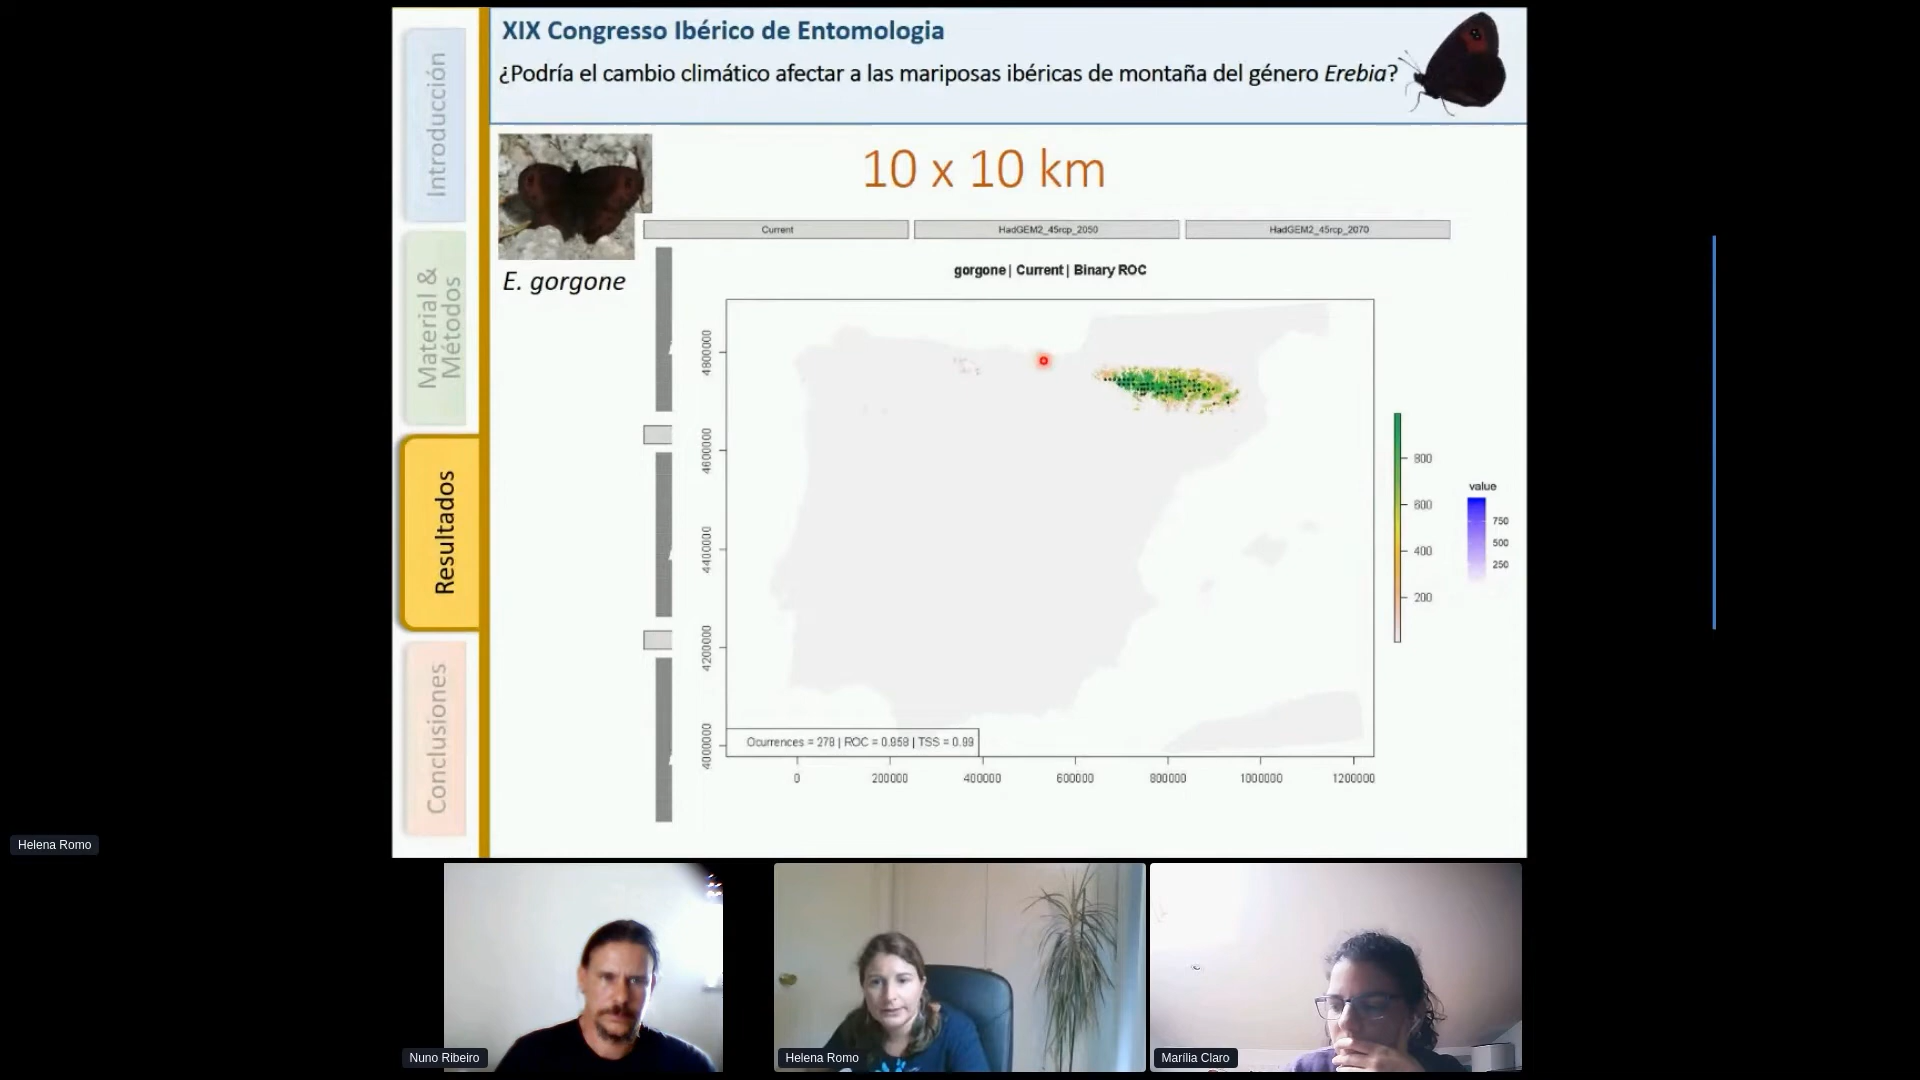 XIX Congresso Ibérico de Entomologia
¿Podría el cambio climático afectar a las mariposas ibéricas de montaña del género Erebia?
Introducción
Material &
Métodos
Resultados
Conclusiones
10 x 10 km
E. gorgone
Current
HadGEM2_45rcp_2050
HadGEM2_45rcp_2070
gorgone | Current | Binary ROC
4800000
4600000
4400000
4200000
4000000
Ocurrences = 278 | ROC = 0.958 | TSS = 0.99
0
200000
400000
600000
800000
1000000
1200000
800
600
400
200
value
750
500
250
Helena Romo
Nuno Ribeiro
Helena Romo
Marília Claro